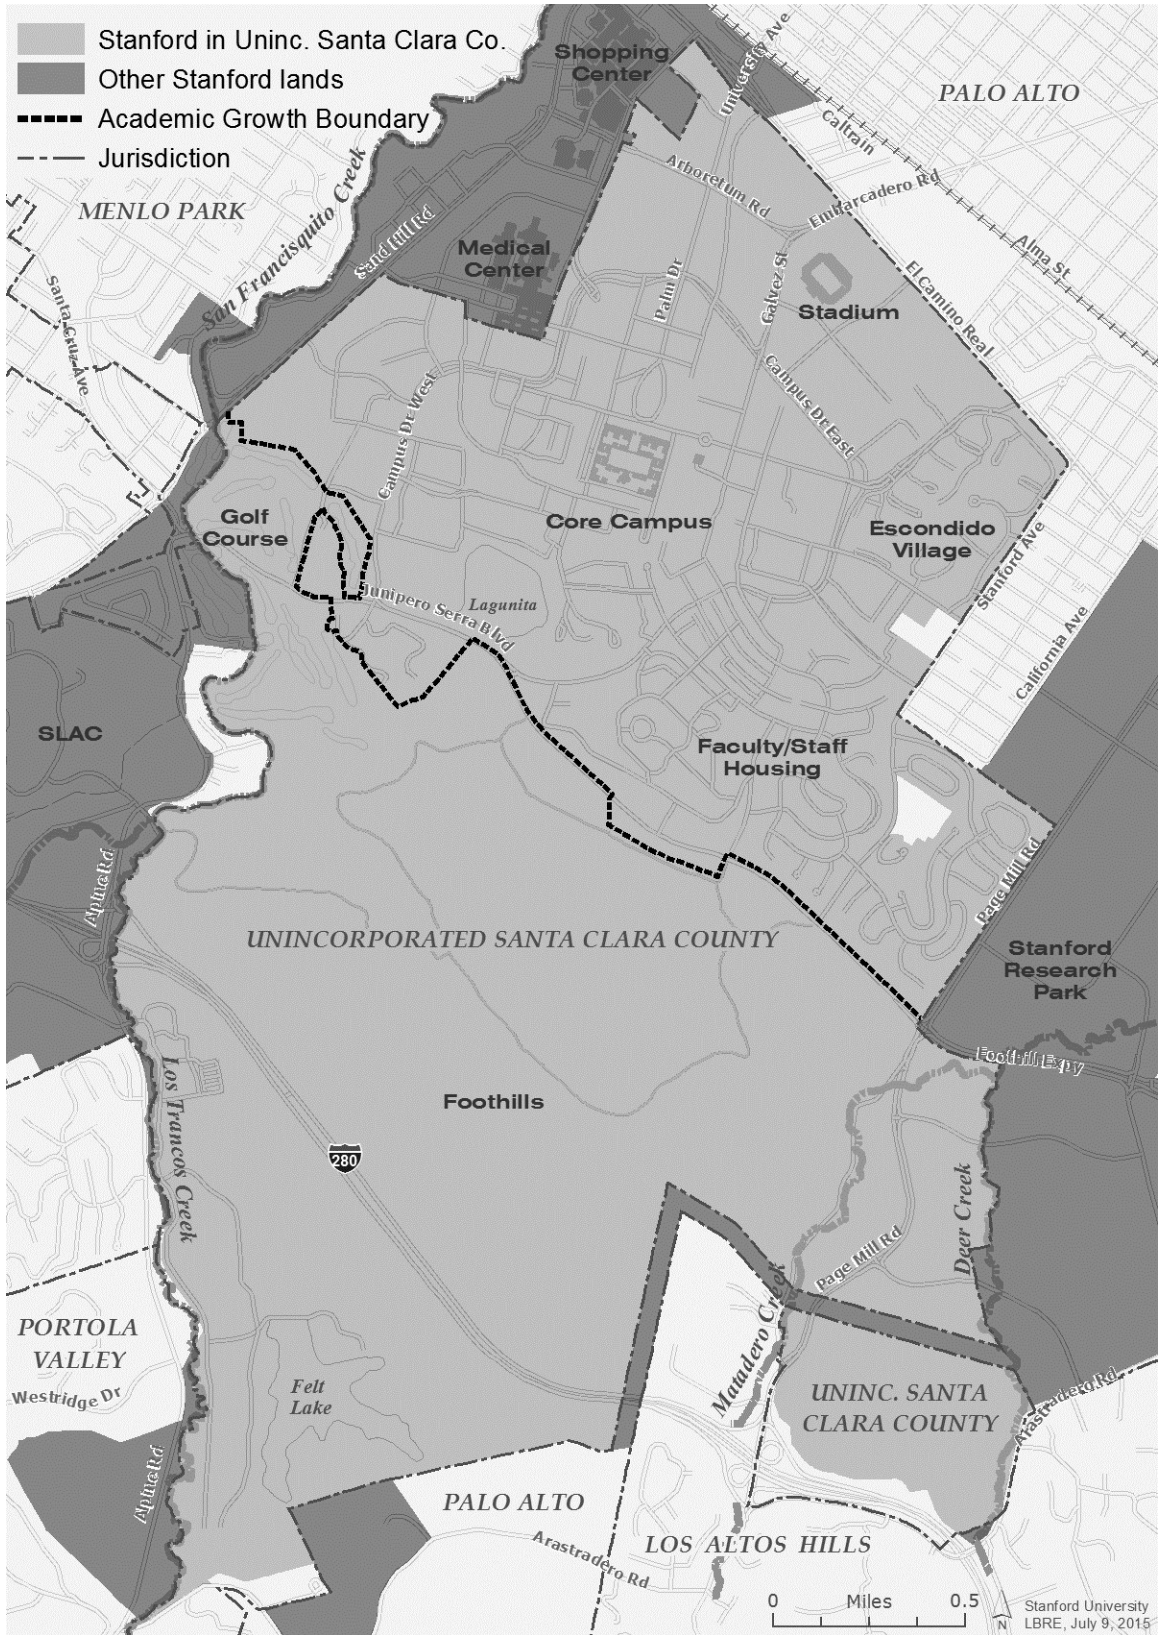 Stanford in Uninc. Santa Clara Co.
Other Stanford lands
Academic Growth Boundary
Jurisdiction
Shopping
Center
University Ave
PALO ALTO
Caltrain
MENLO PARK
San Francisquito Creek
Sand Hill Rd
Arboretum Rd
Embarcadero Rd
Alma St
Medical
Center
Palm Dr
Galvez St
Stadium
El Camino Real
Santa Cruz Ave
Campus Dr West
Campus Dr East
Golf
Course
Core Campus
Escondido
Village
Stanford Ave
Junipero Serra Blvd
Lagunita
California Ave
SLAC
Faculty/Staff
Housing
Alpine Rd
Page Mill Rd
UNINCORPORATED SANTA CLARA COUNTY
Stanford
Research
Park
Foothill Expy
Los Trancos Creek
Foothills
280
Deer Creek
Page Mill Rd
Matadero Creek
PORTOLA
VALLEY
Westridge Dr
Felt
Lake
UNINC. SANTA
CLARA COUNTY
Arastradero Rd
Alpine Rd
PALO ALTO
Arastradero Rd
LOS ALTOS HILLS
0 Miles 0.5
N
Stanford University
LBRE, July 9, 2015